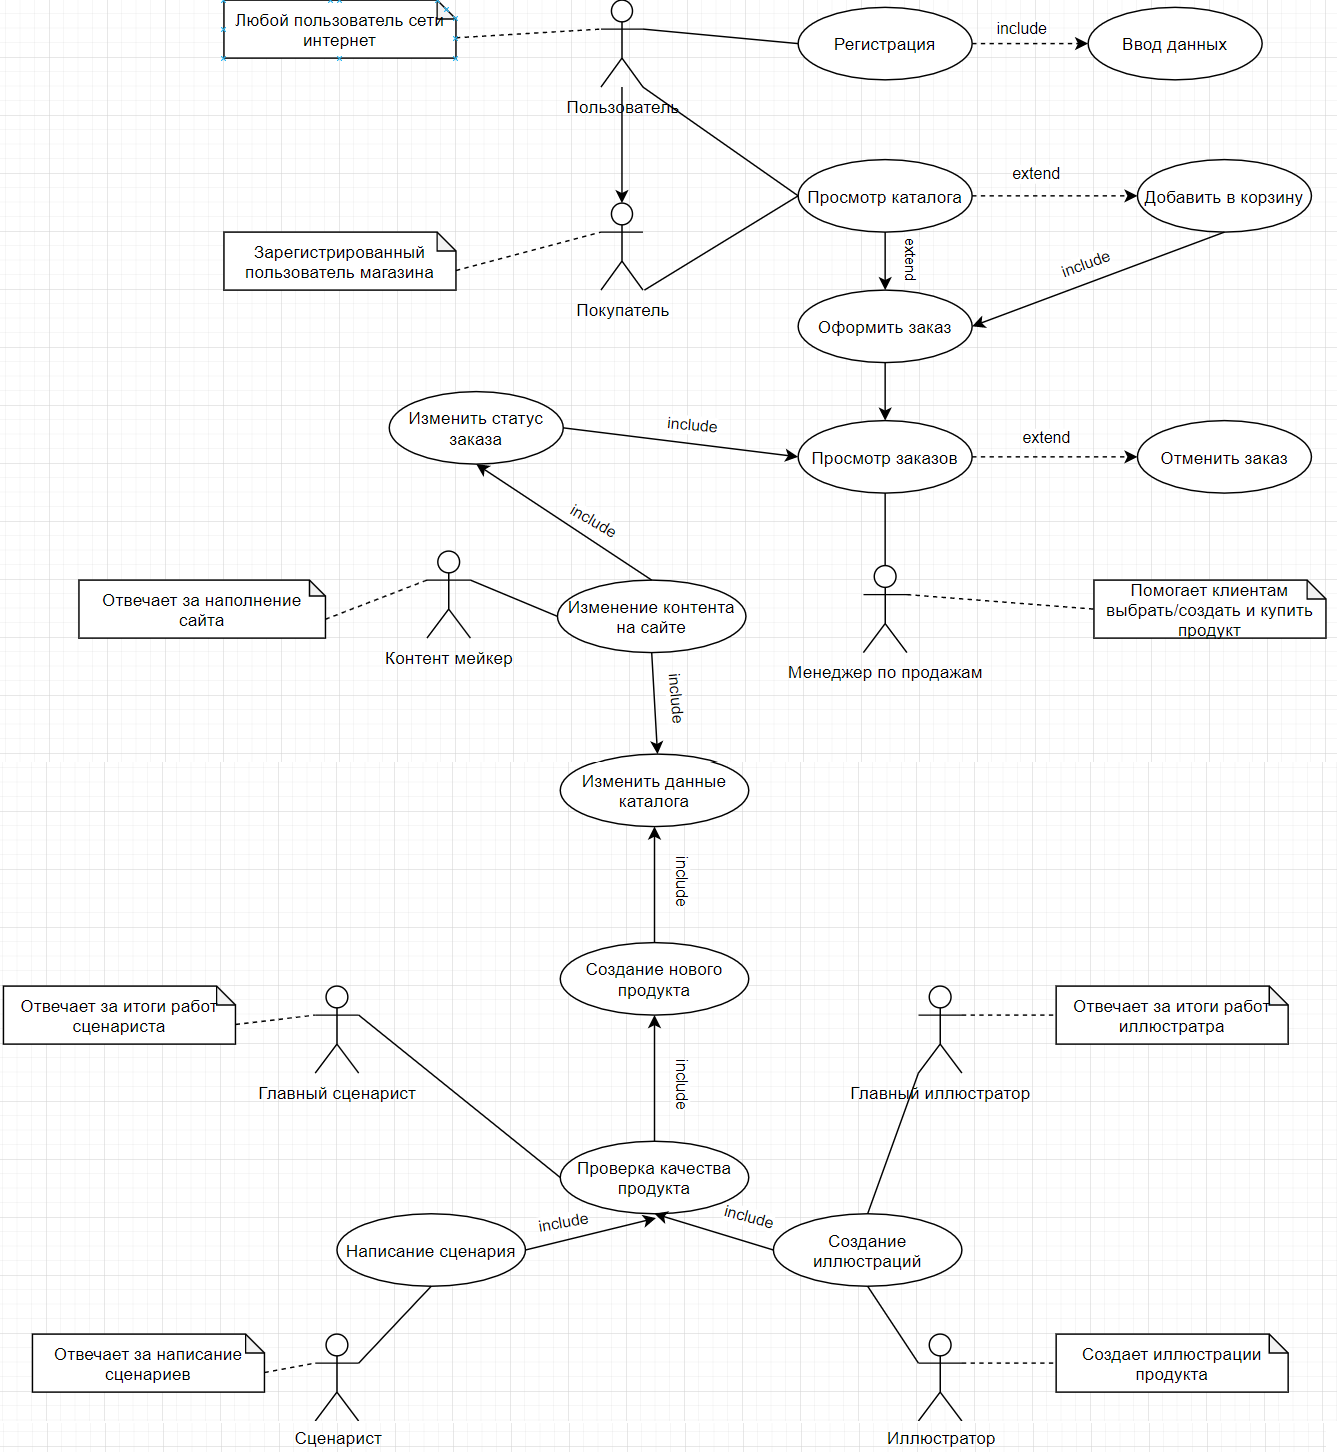 Любой пользователь сети
интернет
Пользователь
Регистрация
include
Ввод данных
Просмотр каталога
extend
Добавить в корзину
Зарегистрированный
пользователь магазина
Покупатель
extend
include
Оформить заказ
Изменить статус
заказа
include
Просмотр заказов
extend
Отменить заказ
include
Отвечает за наполнение
сайта
Контент мейкер
Изменение контента
на сайте
Менеджер по продажам
Помогает клиентам
выбрать/создать и купить
продукт
include
Изменить данные
каталога
include
Создание нового
продукта
Отвечает за итоги работ
сценариста
Главный сценарист
include
Главный иллюстратор
Отвечает за итоги работ
иллюстратра
Проверка качества
продукта
include
include
Написание сценария
Создание
иллюстраций
Отвечает за написание
сценариев
Сценарист
Иллюстратор
Создает иллюстрации
продукта